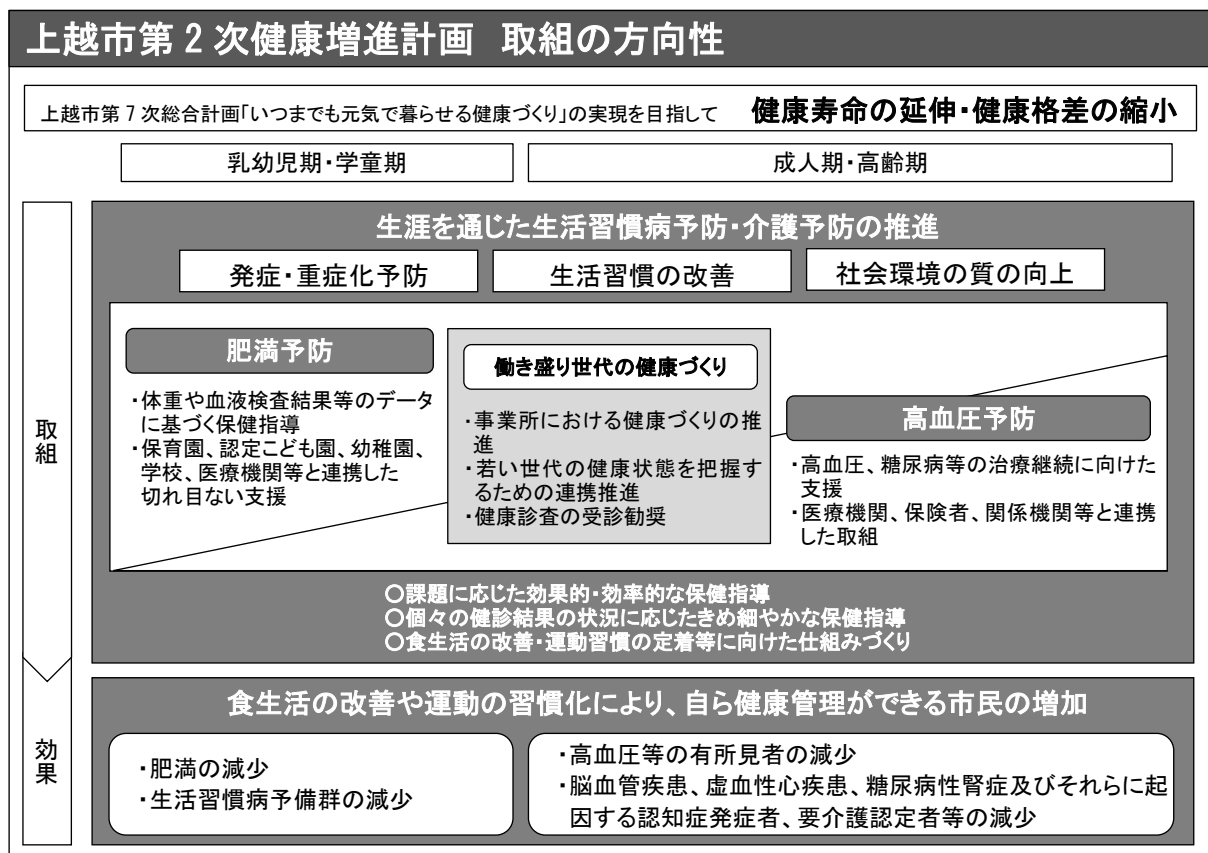 上越市第2次健康増進計画 取組の方向性
上越市第7次総合計画「いつまでも元気で暮らせる健康づくり」の実現を目指して 健康寿命の延伸・健康格差の縮小
乳幼児期・学童期
成人期・高齢期
取組
生涯を通じた生活習慣病予防・介護予防の推進
発症・重症化予防
生活習慣の改善
社会環境の質の向上
肥満予防
・体重や血液検査結果等のデータ
に基づく保健指導
・保育園、認定こども園、幼稚園、
学校、医療機関等と連携した
切れ目ない支援
働き盛り世代の健康づくり
・事業所における健康づくりの推
進
・若い世代の健康状態を把握す
るための連携推進
・健康診査の受診勧奨
高血圧予防
・高血圧、糖尿病等の治療継続に向けた
支援
・医療機関、保険者、関係機関等と連携
した取組
○課題に応じた効果的・効率的な保健指導
○個々の健診結果の状況に応じたきめ細やかな保健指導
○食生活の改善・運動習慣の定着等に向けた仕組みづくり
効果
食生活の改善や運動の習慣化により、自ら健康管理ができる市民の増加
・肥満の減少
・生活習慣病予備群の減少
・高血圧等の有所見者の減少
・脳血管疾患、虚血性心疾患、糖尿病性腎症及びそれらに起
因する認知症発症者、要介護認定者等の減少